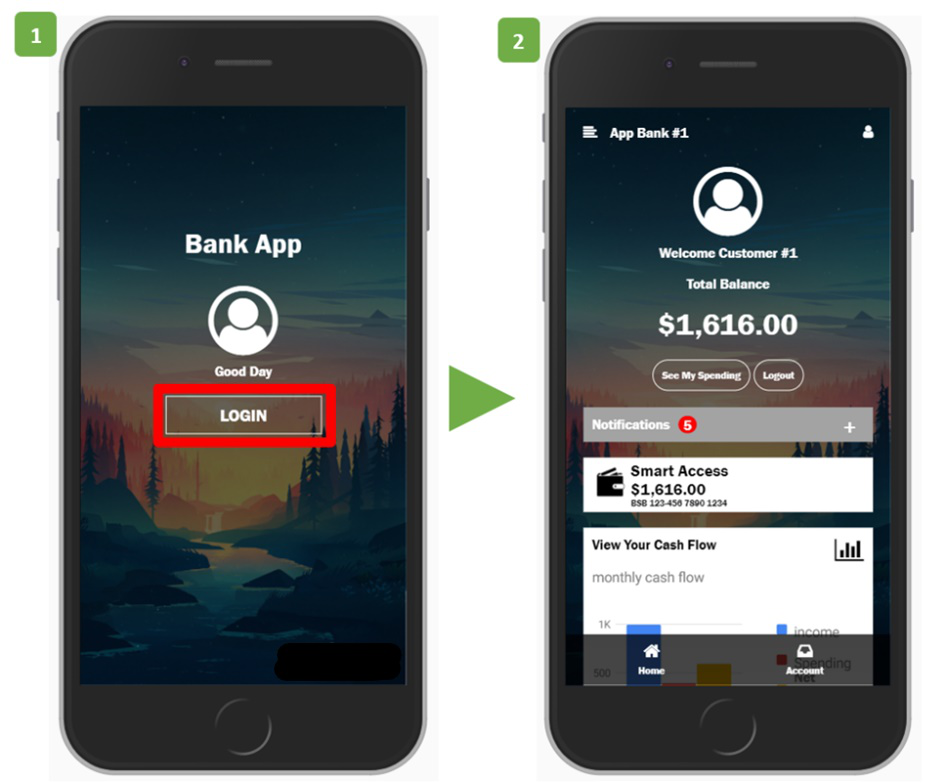 1
Bank App
Good Day
LOGIN
2
App Bank #1
Welcome Customer #1
Total Balance
$1,616.00
See My Spending
Logout
Notifications 5 +
Smart Access
$1,616.00
BSB 123-456 7890 1234
View Your Cash Flow
monthly cash flow
1K
income
500
Spending
Net
Home
Account